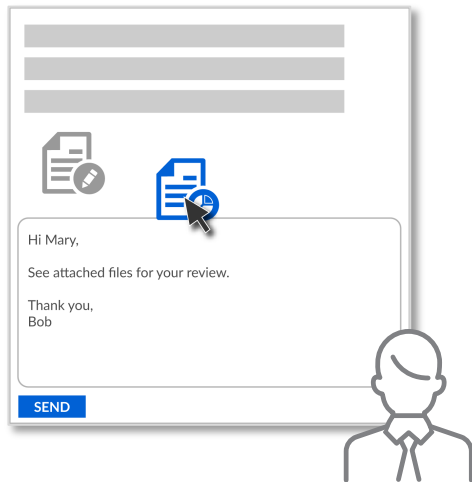 Hi Mary,
See attached files for your review.
Thank you,
Bob
SEND